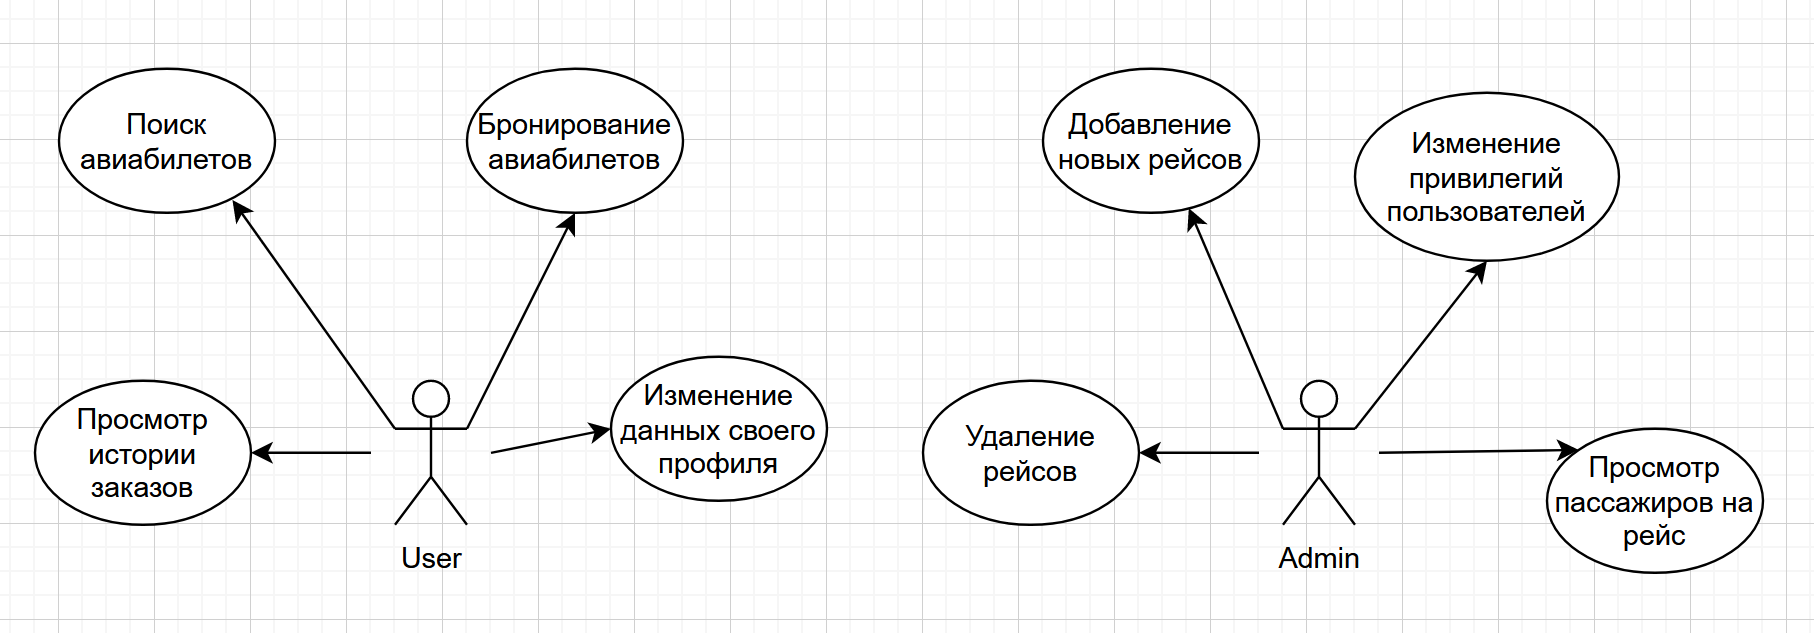 Поиск
авиабилетов
Бронирование
авиабилетов
Просмотр
истории
заказов
Изменение
данных своего
профиля
User
Добавление
новых рейсов
Изменение
привилегий
пользователей
Удаление
рейсов
Просмотр
пассажиров на
рейс
Admin